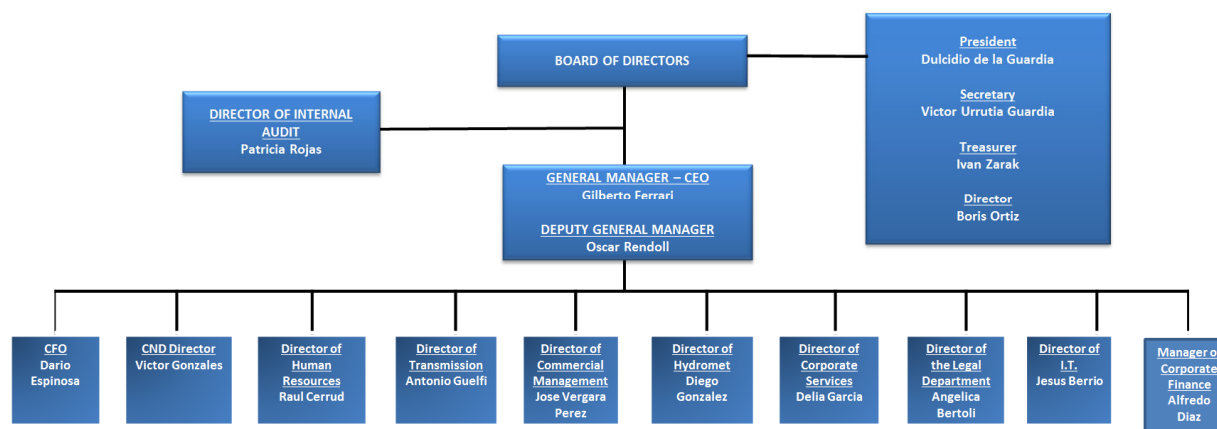 BOARD OF DIRECTORS
President
Dulcidio de la Guardia
Secretary
Victor Urrutia Guardia
Treasurer
Ivan Zarak
Director
Boris Ortiz
DIRECTOR OF INTERNAL
AUDIT
Patricia Rojas
GENERAL MANAGER – CEO
Gilberto Ferrari
DEPUTY GENERAL MANAGER
Oscar Rendoll
CFO
Dario
Espinosa
CND Director
Victor Gonzales
Director of
Human
Resources
Raul Cerrud
Director of
Transmission
Antonio Guelfi
Director of
Commercial
Management
Jose Vergara
Perez
Director of
Hydromet
Diego
Gonzalez
Director of
Corporate
Services
Delia Garcia
Director of
the Legal
Department
Angelica
Bertoli
Director of
I.T.
Jesus Berrio
Manager of
Corporate
Finance
Alfredo
Diaz